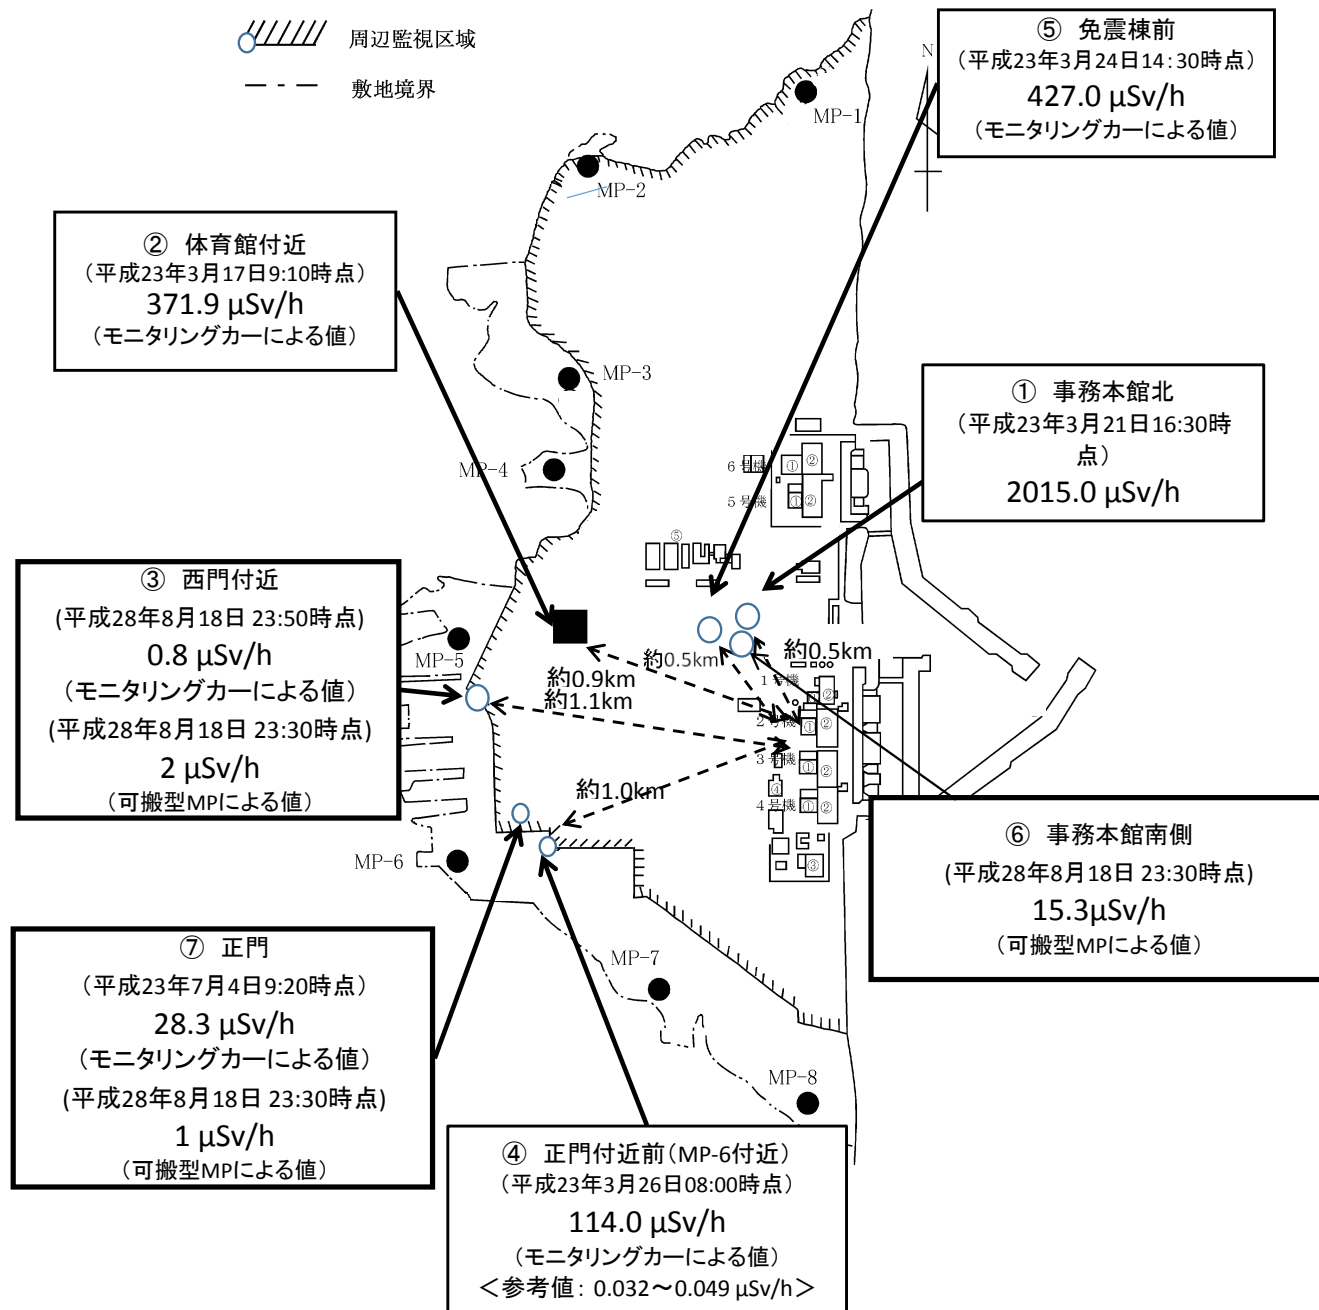 周辺監視区域
敷地境界
⑤ 免震棟前
(平成23年3月24日14:30時点)
427.0 μSv/h
(モニタリングカーによる値)
N
MP-1
MP-2
② 体育館付近
(平成23年3月17日9:10時点)
371.9 μSv/h
(モニタリングカーによる値)
MP-3
① 事務本館北
(平成23年3月21日16:30時
点)
2015.0 μSv/h
MP-4
6号機
①
②
5号機
①
②
⑤
③ 西門付近
(平成28年8月18日 23:50時点)
0.8 μSv/h
(モニタリングカーによる値)
(平成28年8月18日 23:30時点)
2 μSv/h
(可搬型MPによる値)
MP-5
約0.9km
約1.1km
約0.5km
約0.5km
1号機
②
2号機
①
②
3号機
①
②
④
4号機
①
②
③
約1.0km
⑥ 事務本館南側
(平成28年8月18日 23:30時点)
15.3μSv/h
(可搬型MPによる値)
MP-6
⑦ 正門
(平成23年7月4日9:20時点)
28.3 μSv/h
(モニタリングカーによる値)
(平成28年8月18日 23:30時点)
1 μSv/h
(可搬型MPによる値)
MP-7
MP-8
④ 正門付近前(MP-6付近)
(平成23年3月26日08:00時点)
114.0 μSv/h
(モニタリングカーによる値)
<参考値: 0.032~0.049 μSv/h>